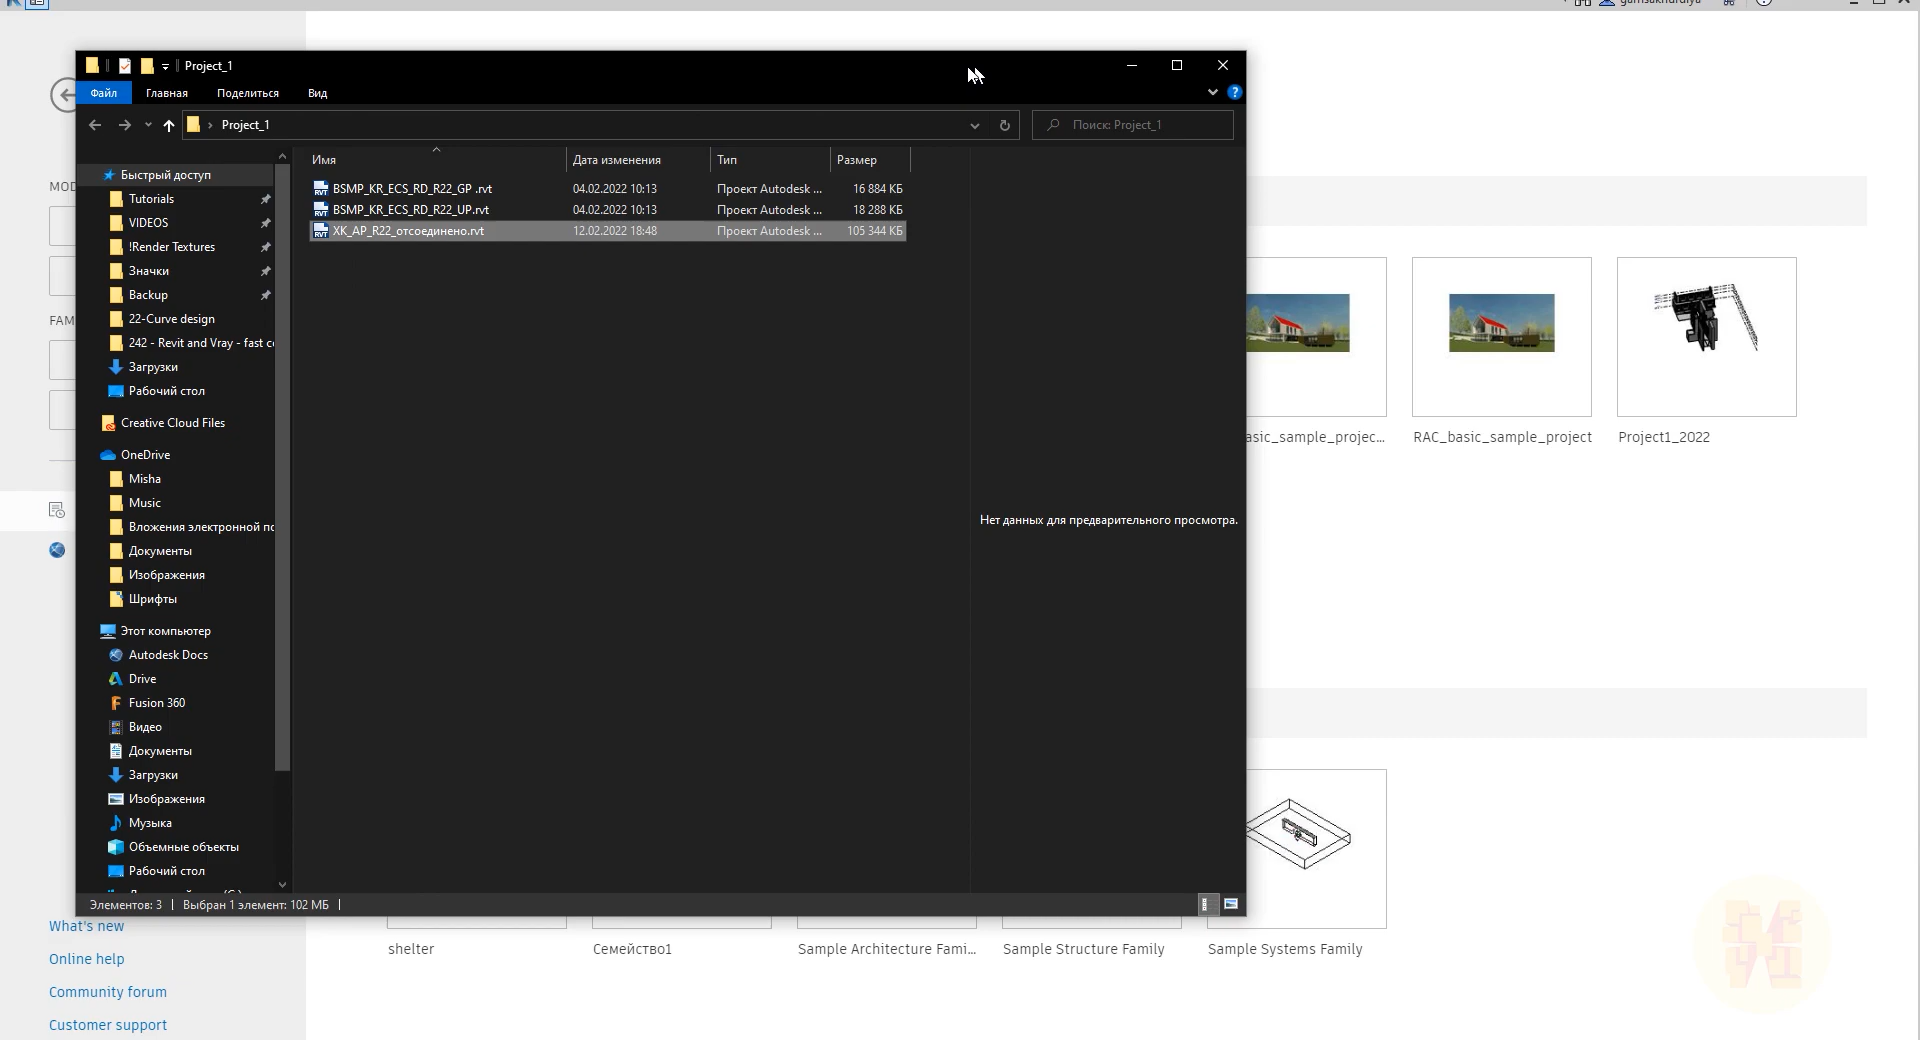 Project_1
Файл Главная Поделиться Вид
Project_1
Поиск: Project_1
Имя Дата изменения Тип Размер
BSMP_KR_ECS_RD_R22_GP .rvt 04.02.2022 10:13 Проект Autodesk ... 16 884 КБ
BSMP_KR_ECS_RD_R22_UP.rvt 04.02.2022 10:13 Проект Autodesk ... 18 288 КБ
ХК_АР_R22_отсоединено.rvt 12.02.2022 18:48 Проект Autodesk ... 105 344 КБ
Быстрый доступ
Tutorials
VIDEOS
!Render Textures
Значки
Backup
22-Curve design
242 - Revit and Vray - fast cc
Загрузки
Рабочий стол
Creative Cloud Files
OneDrive
Misha
Music
Вложения электронной пс
Документы
Изображения
Шрифты
Этот компьютер
Autodesk Docs
Drive
Fusion 360
Видео
Документы
Загрузки
Изображения
Музыка
Объемные объекты
Рабочий стол
Нет данных для предварительного просмотра.
Элементов: 3 Выбран 1 элемент: 102 МБ
MOD
FAM
asic_sample_projec...
RAC_basic_sample_project
Project1_2022
shelter
Семейство1
Sample Architecture Fami...
Sample Structure Family
Sample Systems Family
What's new
Online help
Community forum
Customer support